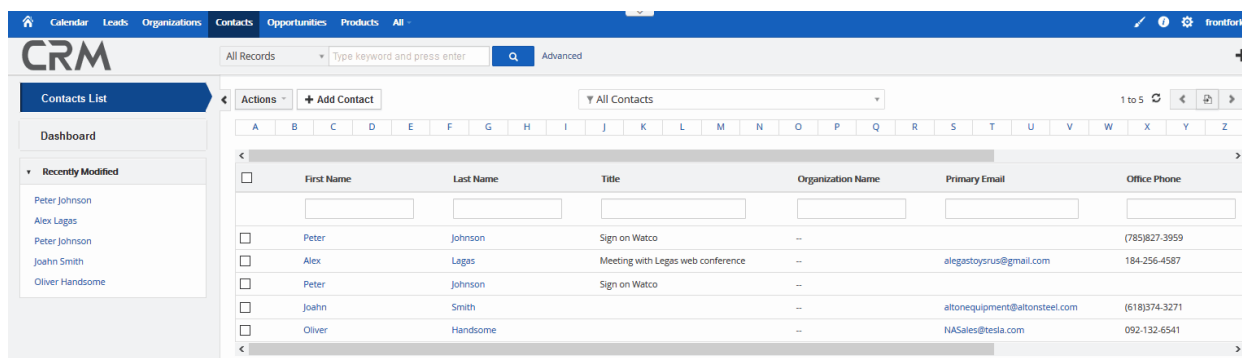 Calendar Leads Organizations Contacts Opportunities Products All frontfork
CRM
All Records Type keyword and press enter Advanced
Contacts List
Actions + Add Contact All Contacts 1 to 5
A B C D E F G H I J K L M N O P Q R S T U V W X Y Z
Dashboard
Recently Modified
Peter Johnson
Alex Lagas
Peter Johnson
Joahn Smith
Oliver Handsome
First Name Last Name Title Organization Name Primary Email Office Phone
Peter Johnson Sign on Watco -- (785)827-3959
Alex Lagas Meeting with Legas web conference -- alegastoysrus@gmail.com 184-256-4587
Peter Johnson Sign on Watco --
Joahn Smith -- altonequipment@altonsteel.com (618)374-3271
Oliver Handsome -- NASales@tesla.com 092-132-6541